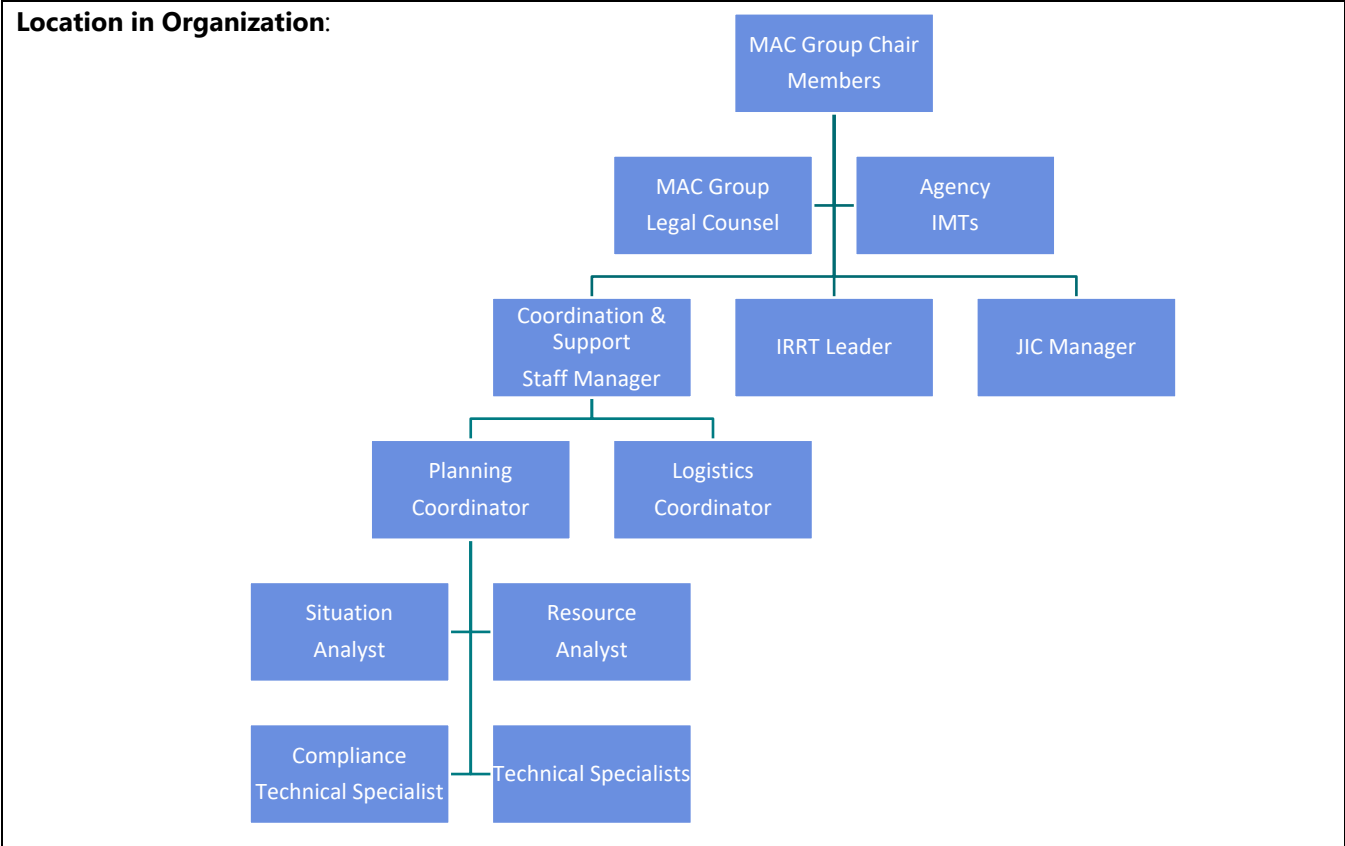 Location in Organization:
MAC Group Chair
Members
MAC Group
Legal Counsel
Agency
IMTs
Coordination &
Support
Staff Manager
IRRT Leader
JIC Manager
Planning
Coordinator
Logistics
Coordinator
Situation
Analyst
Resource
Analyst
Compliance
Technical Specialist
Technical Specialists